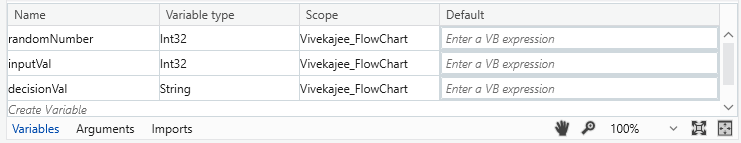 Name Variable type Scope Default
randomNumber Int32 Vivekajee_FlowChart Enter a VB expression
inputVal Int32 Vivekajee_FlowChart Enter a VB expression
decisionVal String Vivekajee_FlowChart Enter a VB expression
Create Variable
Variables Arguments Imports 100%